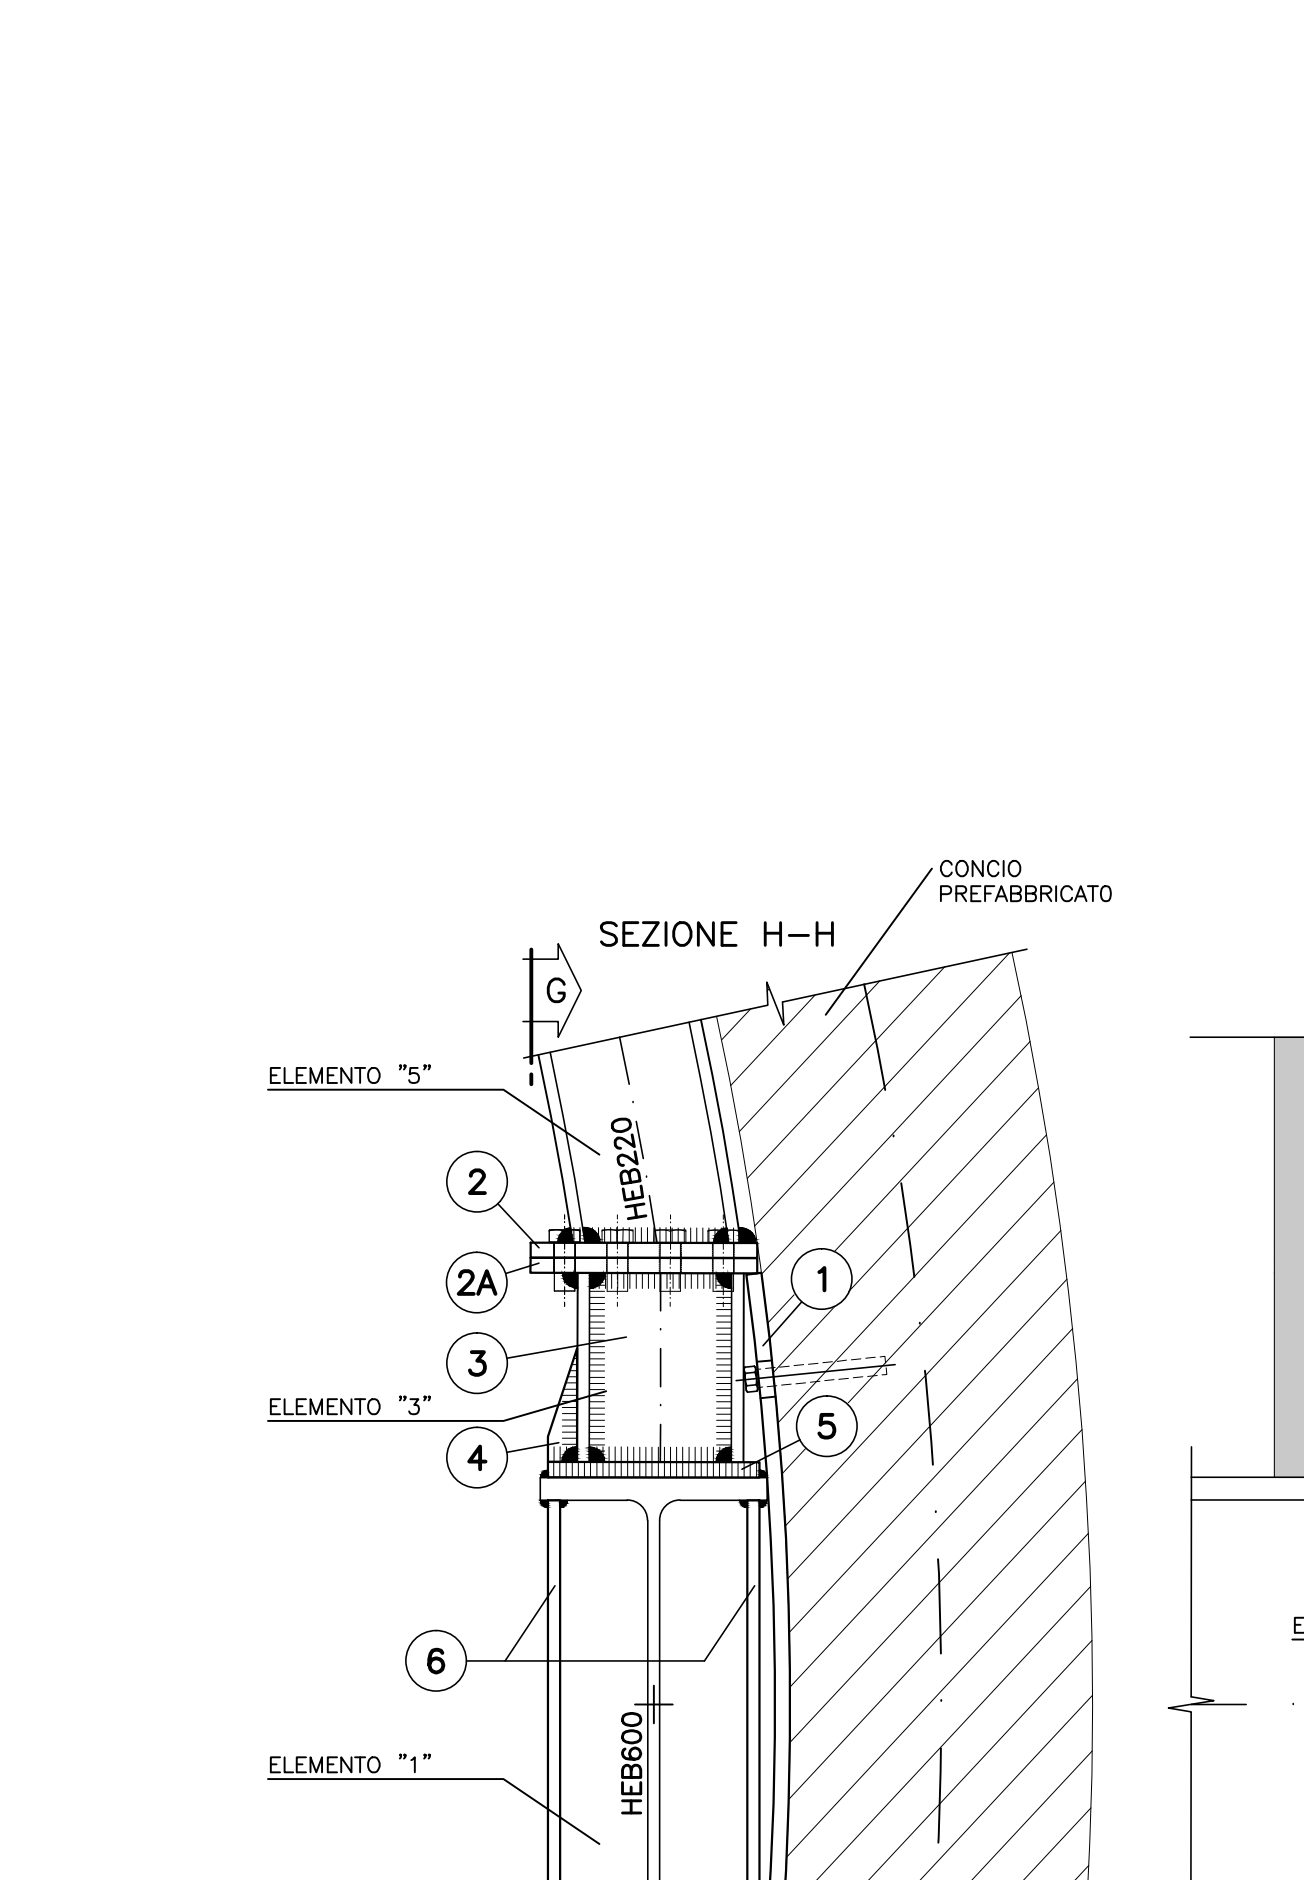 CONCIO
PREFABBRICATO
SEZIONE H-H
G
ELEMENTO "5"
HEB220
2
2A
1
3
ELEMENTO "3"
5
4
6
HEB600
ELEMENTO "1"
E